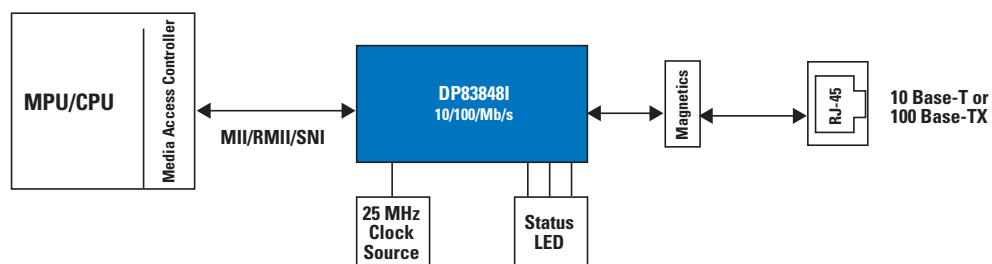 MPU/CPU
Media Access Controller
MII/RMII/SNI
DP83848I
10/100/Mb/s
25 MHz
Clock
Source
Status
LED
Magnetics
RJ-45
10 Base-T or
100 Base-TX